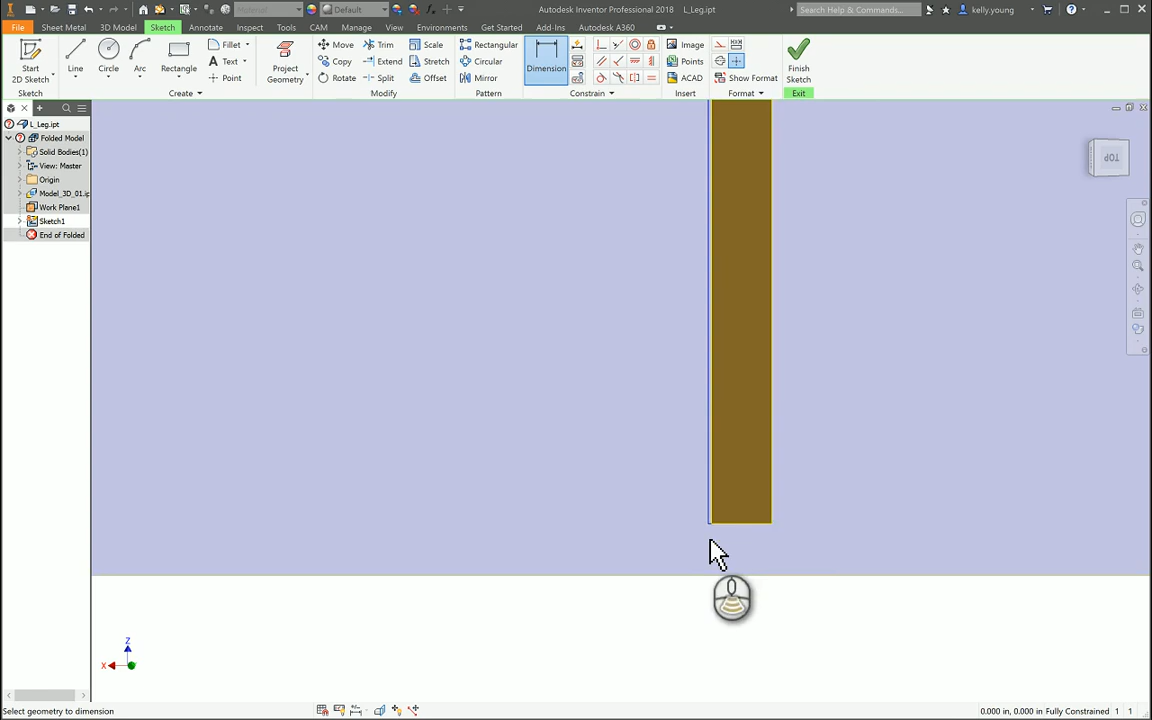 Material
Default
Autodesk Inventor Professional 2018 L_Leg.ipt
Search Help & Commands...
kelly.young
File
Sheet Metal
3D Model
Sketch
Annotate
Inspect
Tools
CAM
Manage
View
Environments
Get Started
Add-Ins
Autodesk A360
Start
2D Sketch
Line
Circle
Arc
Rectangle
Fillet
Text
Point
Project
Geometry
Move
Copy
Rotate
Trim
Extend
Split
Scale
Stretch
Offset
Rectangular
Circular
Mirror
Dimension
Image
Points
ACAD
Show Format
Finish
Sketch
Sketch
Create
Modify
Pattern
Constrain
Insert
Format
Exit
L_Leg.ipt
Folded Model
Solid Bodies(1)
View: Master
Origin
Model_3D_01.ip
Work Plane1
Sketch1
End of Folded
TOP
Z
X
Select geometry to dimension
0.000 in, 0.000 in Fully Constrained 1 1